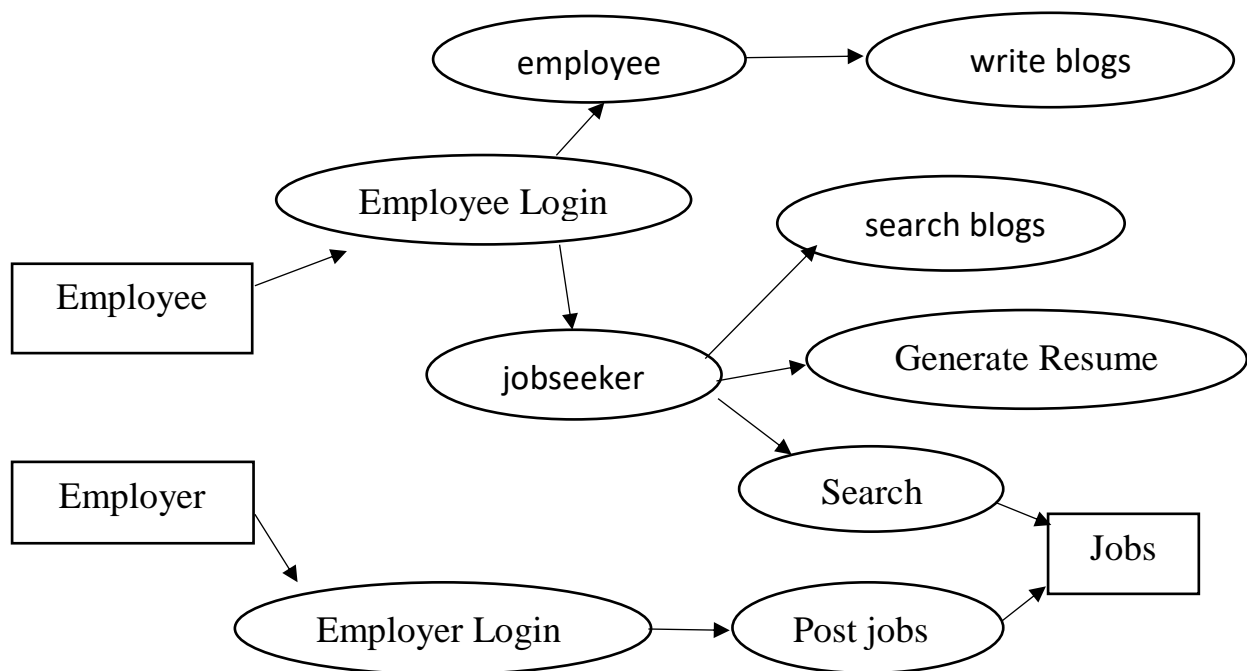 employee
write blogs
Employee Login
search blogs
Employee
Generate Resume
jobseeker
Employer
Search
Jobs
Employer Login
Post jobs